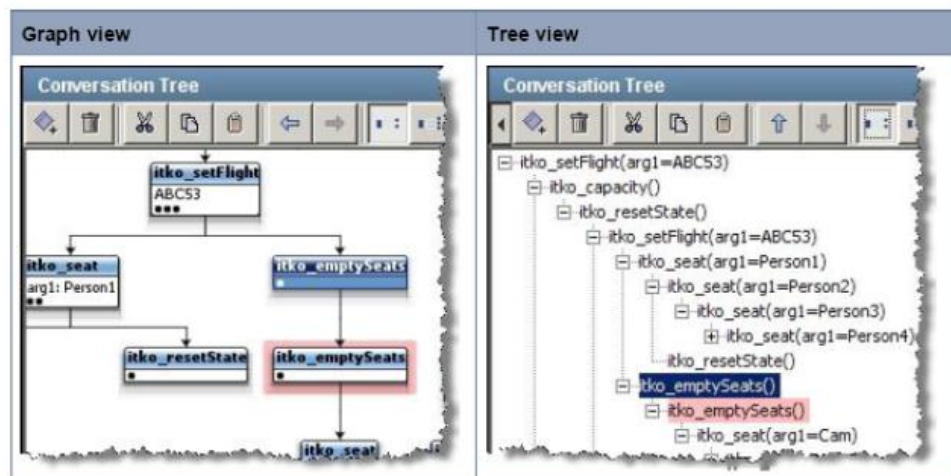 Graph view
Conversation Tree
itko_setFlight
ABC53
itko_seat
arg1: Person1
itko_emptySeats
itko_resetState
itko_emptySeats
itko_seat
Tree view
Conversation Tree
itko_setFlight(arg1=ABC53)
itko_capacity()
itko_resetState()
itko_setFlight(arg1=ABC53)
itko_seat(arg1=Person1)
itko_seat(arg1=Person2)
itko_seat(arg1=Person3)
itko_seat(arg1=Person4)
itko_resetState()
itko_emptySeats()
itko_emptySeats()
itko_seat(arg1=Cam)